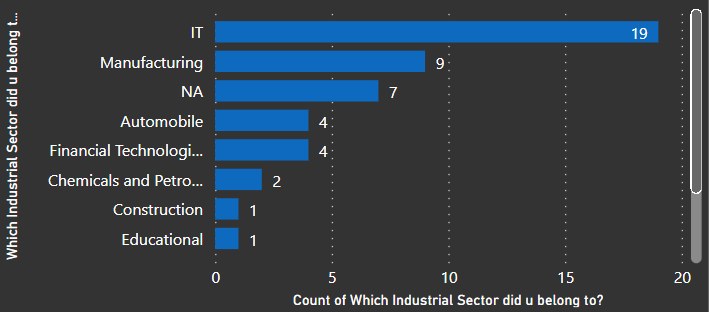 Which Industrial Sector did u belong t...
IT 19
Manufacturing 9
NA 7
Automobile 4
Financial Technologi... 4
Chemicals and Petro... 2
Construction 1
Educational 1
0 5 10 15 20
Count of Which Industrial Sector did u belong to?